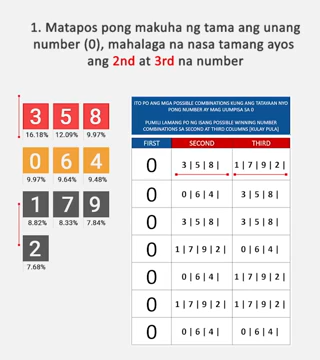 1. Matapos pong makuha ng tama ang unang
number (0), mahalaga na nasa tamang ayos
ang 2nd at 3rd na number
3 5 8
16.18% 12.09% 9.97%
0 6 4
9.97% 9.64% 9.48%
1 7 9
8.82% 8.33% 7.84%
2
7.68%
ITO PO ANG MGA POSSIBLE COMBINATIONS KUNG ANG TATAYAAN NYO
PONG NUMBER AY MAG UUMPISA SA 0
PUMILI LAMANG PO NG ISANG POSSIBLE WINNING NUMBER
COMBINATIONS SA SECOND AT THIRD COLUMNS [KULAY PULA]
FIRST SECOND THIRD
0 3 | 5 | 8 | 1 | 7 | 9 | 2 |
0 0 | 6 | 4 | 3 | 5 | 8 |
0 3 | 5 | 8 | 3 | 5 | 8 |
0 1 | 7 | 9 | 2 | 0 | 6 | 4 |
0 0 | 6 | 4 | 1 | 7 | 9 | 2 |
0 1 | 7 | 9 | 2 | 1 | 7 | 9 | 2 |
0 0 | 6 | 4 | 0 | 6 | 4 |